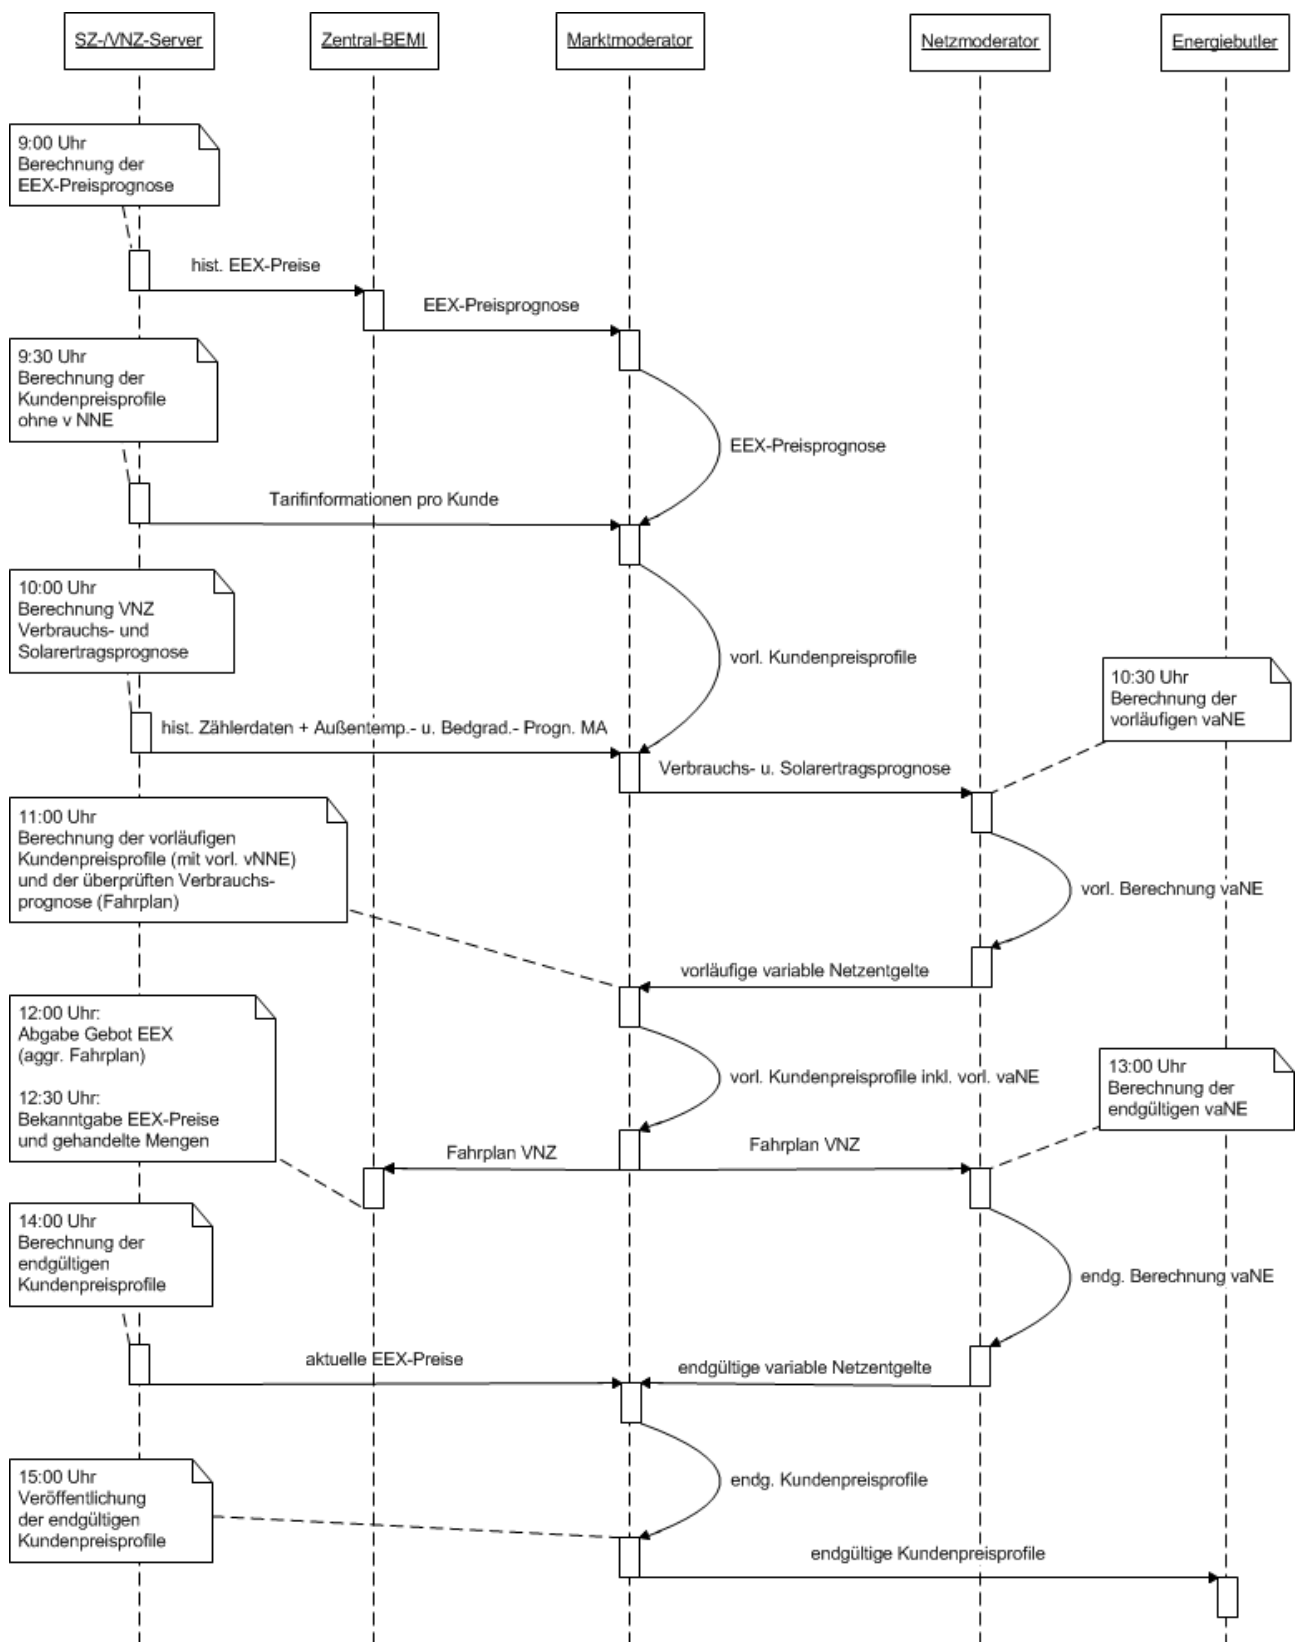 SZ-/VNZ-Server
Zentral-BEMI
Marktmoderator
Netzmoderator
Energiebutler
9:00 Uhr
Berechnung der
EEX-Preisprognose
hist. EEX-Preise
EEX-Preisprognose
9:30 Uhr
Berechnung der
Kundenpreisprofile
ohne v NNE
EEX-Preisprognose
Tarifinformationen pro Kunde
10:00 Uhr
Berechnung VNZ
Verbrauchs- und
Solarertragsprognose
vorl. Kundenpreisprofile
10:30 Uhr
Berechnung der
vorläufigen vaNE
hist. Zählerdaten + Außentemp.- u. Bedgrad.- Progn. MA
Verbrauchs- u. Solarertragsprognose
11:00 Uhr
Berechnung der vorläufigen
Kundenpreisprofile (mit vorl. vNNE)
und der überprüften Verbrauchs-
prognose (Fahrplan)
vorl. Berechnung vaNE
vorläufige variable Netzentgelte
12:00 Uhr:
Abgabe Gebot EEX
(aggr. Fahrplan)
12:30 Uhr:
Bekanntgabe EEX-Preise
und gehandelte Mengen
vorl. Kundenpreisprofile inkl. vorl. vaNE
13:00 Uhr
Berechnung der
endgültigen vaNE
Fahrplan VNZ
Fahrplan VNZ
14:00 Uhr
Berechnung der
endgültigen
Kundenpreisprofile
endg. Berechnung vaNE
aktuelle EEX-Preise
endgültige variable Netzentgelte
15:00 Uhr
Veröffentlichung
der endgültigen
Kundenpreisprofile
endg. Kundenpreisprofile
endgültige Kundenpreisprofile